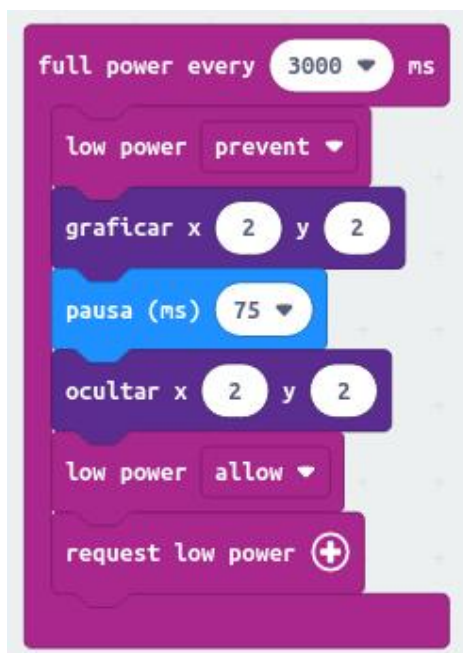 full power every 3000 ms
low power prevent
graficar x 2 y 2
pausa (ms) 75
ocultar x 2 y 2
low power allow
request low power